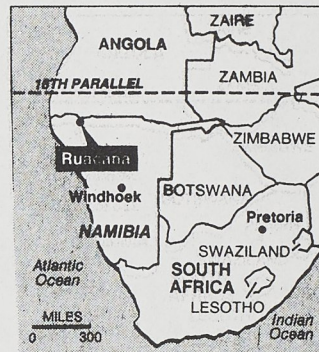 ZAIRE
ANGOLA
ZAMBIA
16TH PARALLEL
ZIMBABWE
Ruacana
BOTSWANA
Windhoek
Pretoria
NAMIBIA
SWAZILAND
Atlantic
Ocean
SOUTH
AFRICA
LESOTHO
MILES
0 300
Indian
Ocean